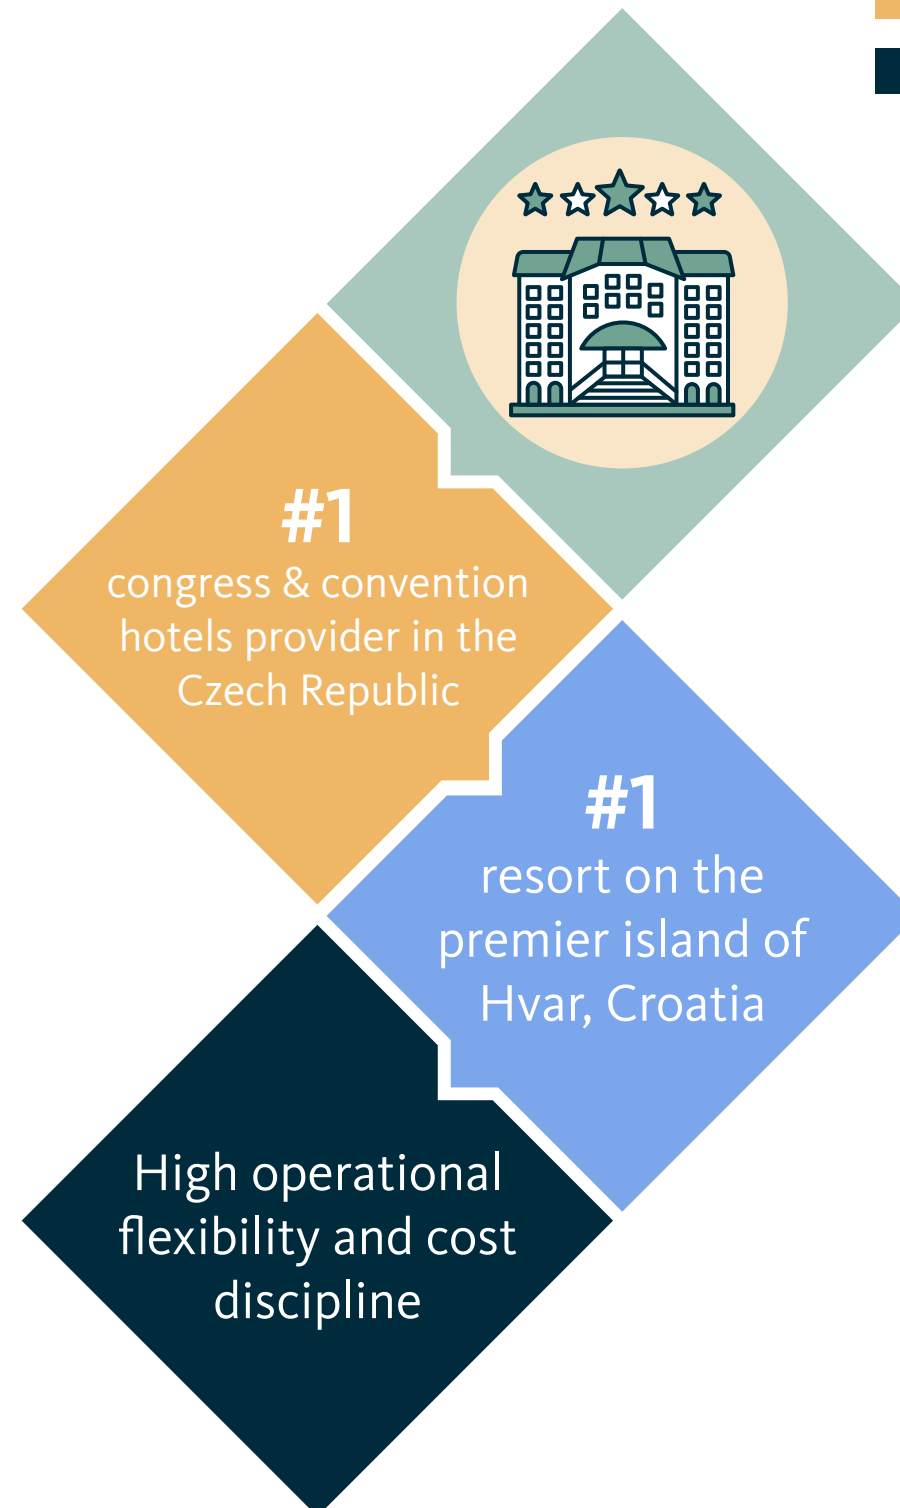 #1
congress & convention
hotels provider in the
Czech Republic
#1
resort on the
premier island of
Hvar, Croatia
High operational
flexibility and cost
discipline